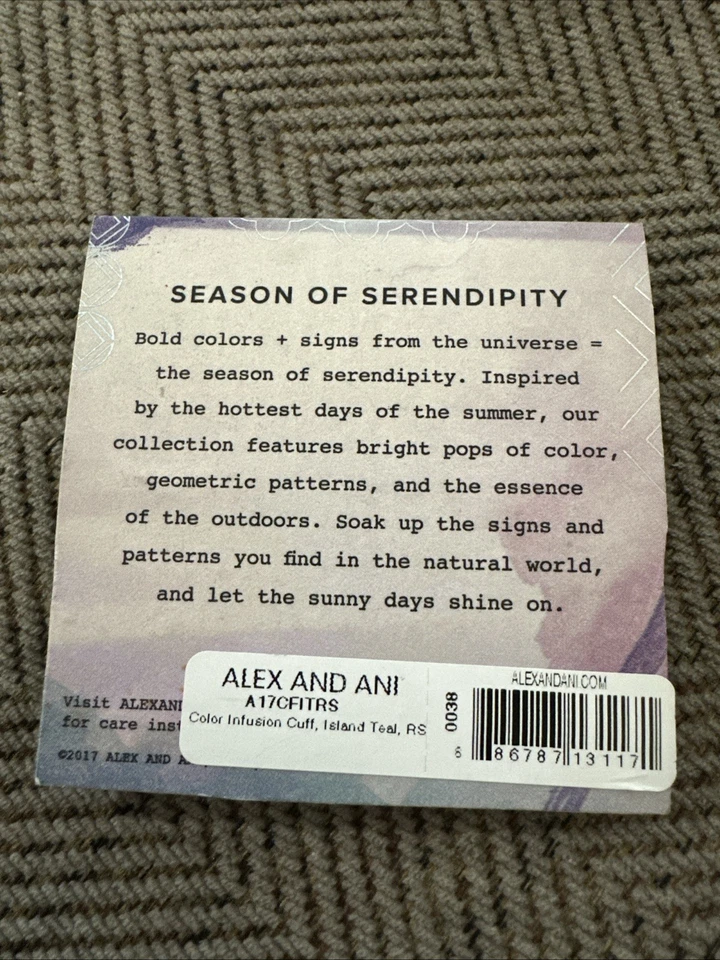 SEASON OF SERENDIPITY
Bold colors + signs from the universe =
the season of serendipity. Inspired
by the hottest days of the summer, our
collection features bright pops of color,
geometric patterns, and the essence
of the outdoors. Soak up the signs and
patterns you find in the natural world,
and let the sunny days shine on.
Visit ALEXANI
for care inst
©2017 ALEX AND A
ALEX AND ANI
A17CFITRS
Color Infusion Cuff, Island Teal, RS
0038
ALEXANDANI.COM
6 86787 13117